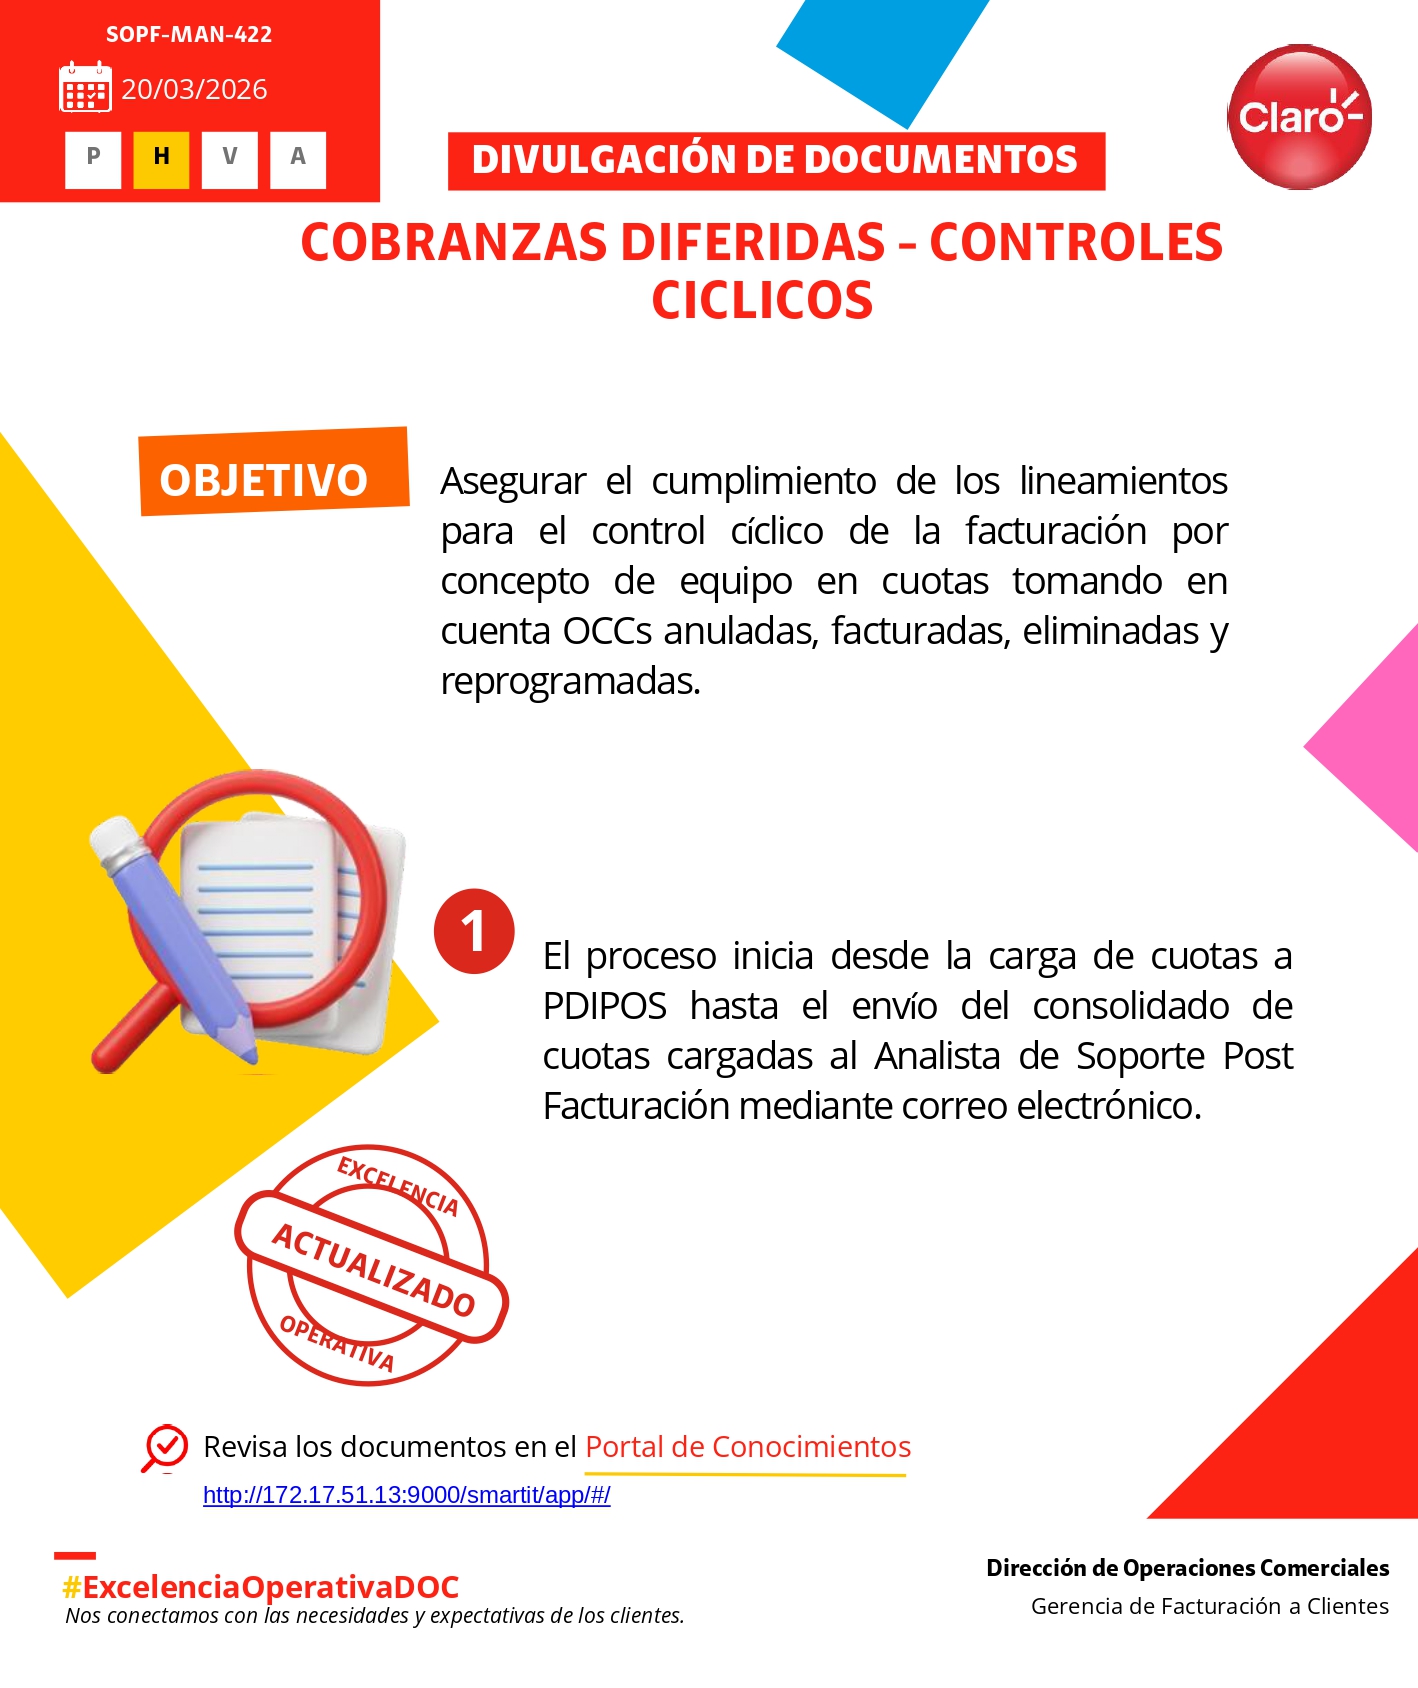 SOPF-MAN-422
20/03/2026
P H V A
Claro
DIVULGACIÓN DE DOCUMENTOS
COBRANZAS DIFERIDAS - CONTROLES
CICLICOS
OBJETIVO
Asegurar el cumplimiento de los lineamientos
para el control cíclico de la facturación por
concepto de equipo en cuotas tomando en
cuenta OCCs anuladas, facturadas, eliminadas y
reprogramadas.
1
El proceso inicia desde la carga de cuotas a
PDIPOS hasta el envío del consolidado de
cuotas cargadas al Analista de Soporte Post
Facturación mediante correo electrónico.
EXCELENCIA
ACTUALIZADO
OPERATIVA
Revisa los documentos en el Portal de Conocimientos
http://172.17.51.13:9000/smartit/app/#/
#ExcelenciaOperativaDOC
Nos conectamos con las necesidades y expectativas de los clientes.
Dirección de Operaciones Comerciales
Gerencia de Facturación a Clientes